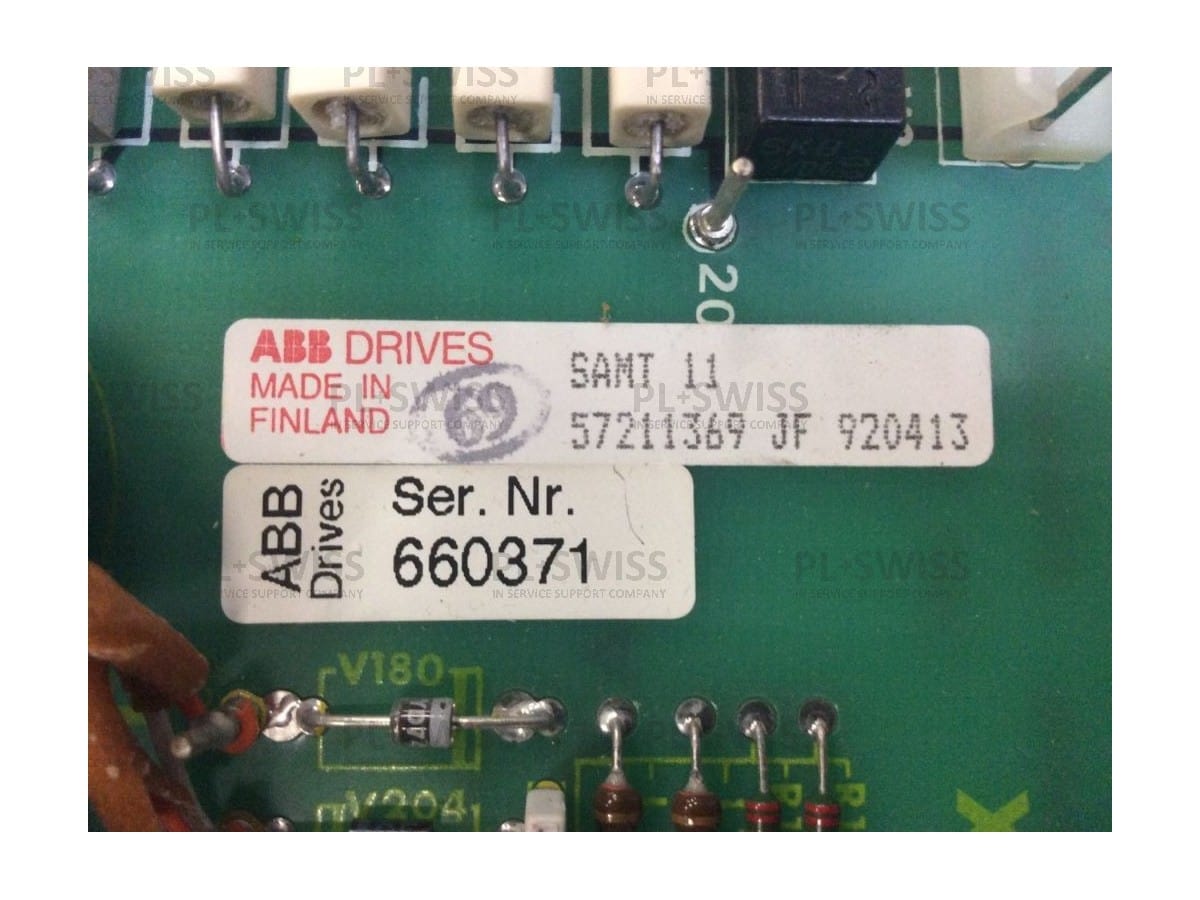 PL+SWISS
IN SERVICE SUPPORT COMPANY
20
ABB DRIVES
MADE IN
FINLAND
69
SAMT 11
57211369 JF 920413
ABB
Drives
Ser. Nr.
660371
V180
V204